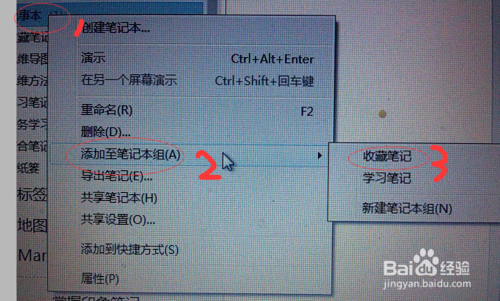 事本
藏笔记
维导图
维方法
习笔记
务学习
合笔记
纸篓
标签
地图
Mar
1
创建笔记本...
演示 Ctrl+Alt+Enter
在另一个屏幕演示 Ctrl+Shift+回车键
重命名(R) F2
删除(D)...
添加至笔记本组(A)
2
导出笔记(E)...
共享笔记本(H)
共享设置(O)...
添加到快捷方式(S)
属性(P)
收藏笔记
3
学习笔记
新建笔记本组(N)
Baidu经验
jingyan.baidu.com